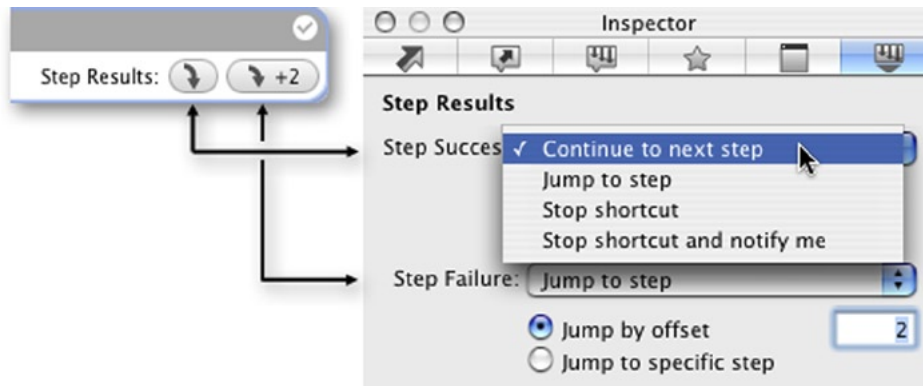 Step Results: +2
Inspector
Step Results
Step Succes
✓ Continue to next step
Jump to step
Stop shortcut
Stop shortcut and notify me
Step Failure: Jump to step
Jump by offset 2
Jump to specific step